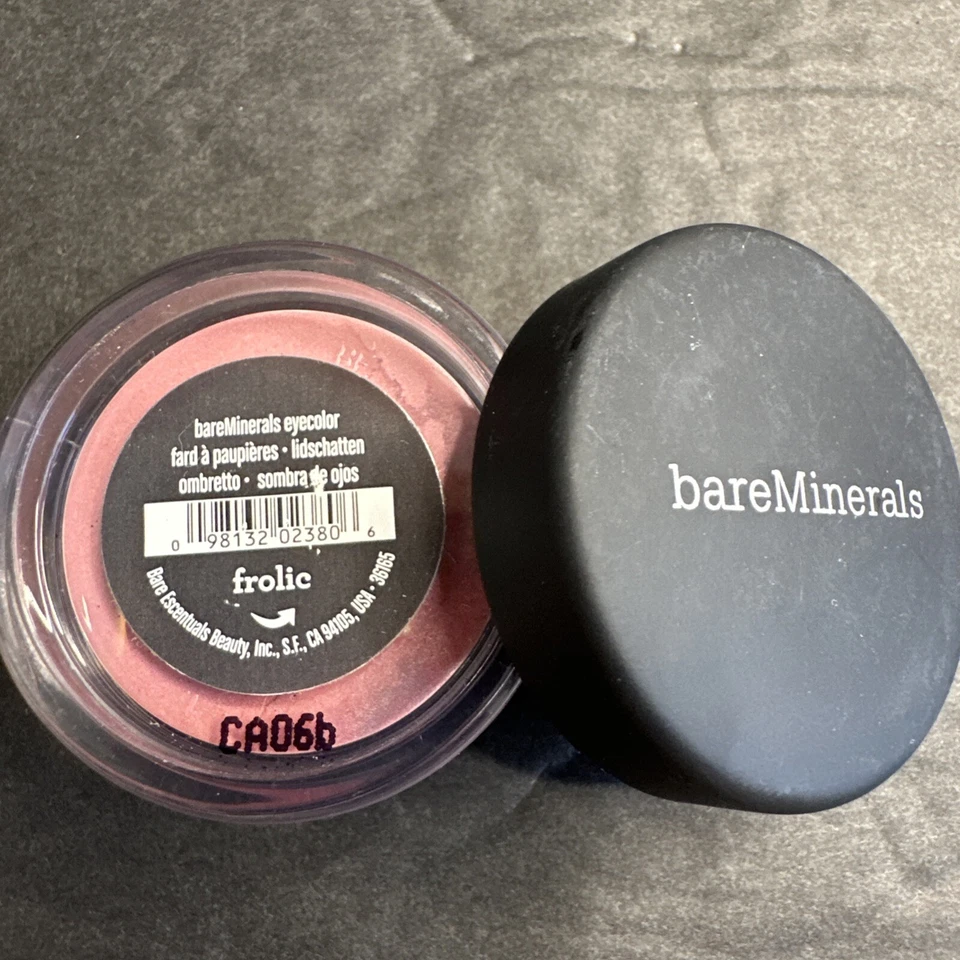 bareMinerals eyecolor
fard à paupières • lidschatten
ombretto • sombra de ojos
0 98132 02380 6
frolic
Bare Escentuals Beauty, Inc., S.F., CA 94105, USA • 36165
CA06b
bareMinerals